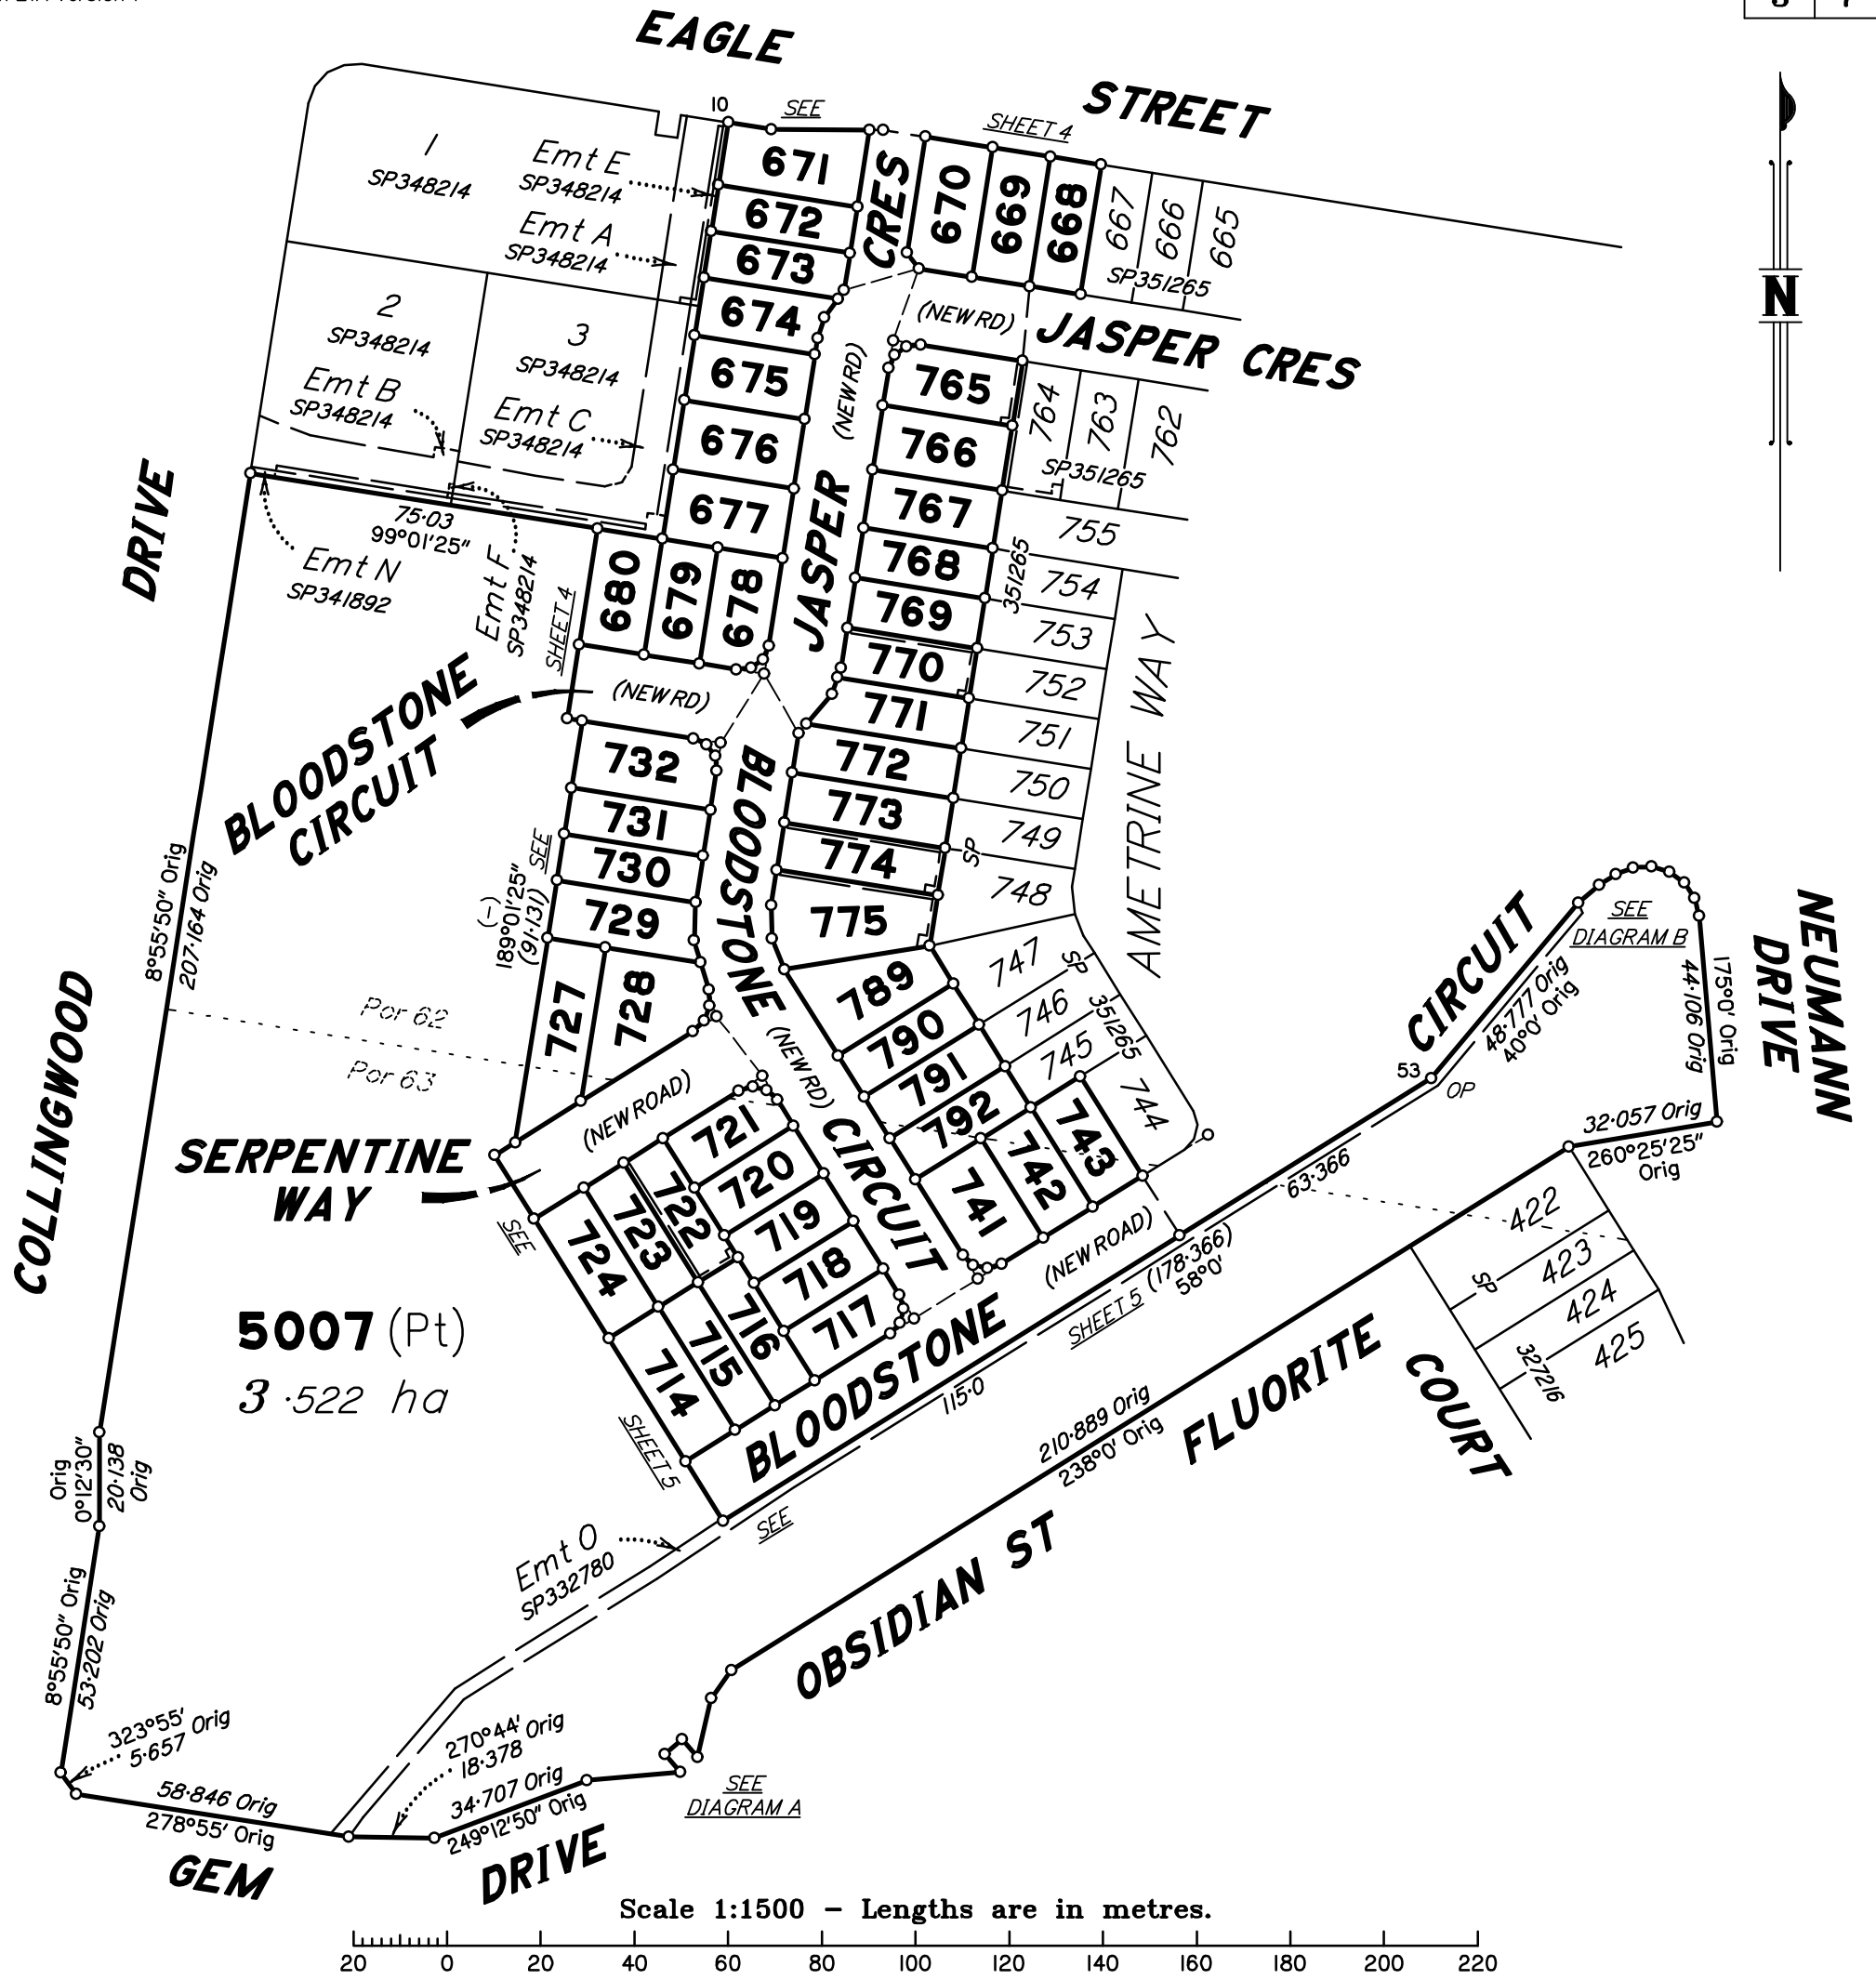 EAGLE
STREET
10
SEE
SHEET 4
1
SP348214
Emt E
SP348214
Emt A
SP348214
671
672
673
674
675
676
677
CRES
670
669
668
667
666
665
SP351265
N
(NEW RD)
JASPER CRES
2
SP348214
3
SP348214
Emt B
SP348214
Emt C
SP348214
(NEW RD)
JASPER
765
766
767
768
769
770
771
772
773
774
775
764
763
762
SP351265
755
754
753
752
751
750
749
748
351265
SP
AMETRINE WAY
DRIVE
75·03
99°01'25"
Emt N
SP341892
Emt F
SP348214
SHEET 4
680
679
678
BLOODSTONE
CIRCUIT
(NEW RD)
732
731
730
729
727
728
BLOODSTONE
(NEW RD)
CIRCUIT
8°55'50" Orig
207·164 Orig
(–)
189°01'25"
(91·131)
SEE
Por 62
Por 63
789
790
791
792
747
746
745
744
SP
351265
743
742
741
CIRCUIT
SEE
DIAGRAM B
NEUMANN
DRIVE
48·777 Orig
40°0' Orig
175°0' Orig
44·106 Orig
53
OP
32·057 Orig
260°25'25"
Orig
COLLINGWOOD
SERPENTINE
WAY
(NEW ROAD)
SEE
721
720
719
718
717
722
723
724
716
715
714
5007 (Pt)
3·522 ha
(NEW ROAD)
BLOODSTONE
63·366
(178·366)
58°0'
SHEET 5
115·0
422
423
424
425
SP
327216
FLUORITE
COURT
210·889 Orig
238°0' Orig
SHEET 5
SEE
Orig
0°12'30"
20·138
Orig
Emt O
SP332780
OBSIDIAN ST
8°55'50" Orig
53·202 Orig
323°55' Orig
5·657
270°44' Orig
18·378
58·846 Orig
278°55' Orig
34·707 Orig
249°12'50" Orig
SEE
DIAGRAM A
GEM
DRIVE
Scale 1:1500 – Lengths are in metres.
20 0 20 40 60 80 100 120 140 160 180 200 220